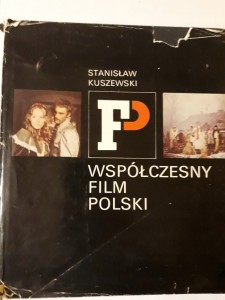 STANISŁAW
KUSZEWSKI
FP
WSPÓŁCZESNY
FILM
POLSKI